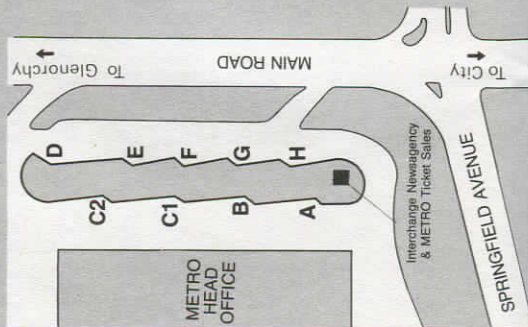 To Glenorchy
MAIN ROAD
To City
D
E
F
G
H
C2
C1
B
A
Interchange Newsagency
& METRO Ticket Sales
METRO
HEAD
OFFICE
SPRINGFIELD AVENUE